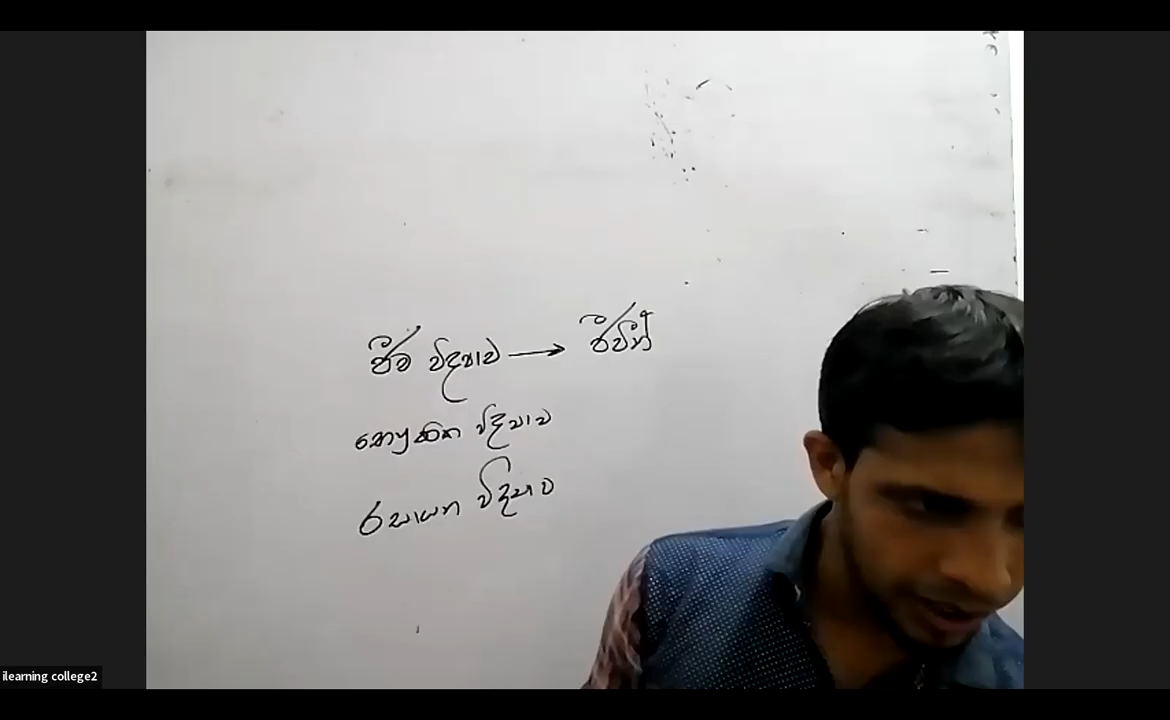 ජීව විද්‍යාව → ජීවීන්
භෞතික විද්‍යාව
රසායන විද්‍යාව
ilearning college2